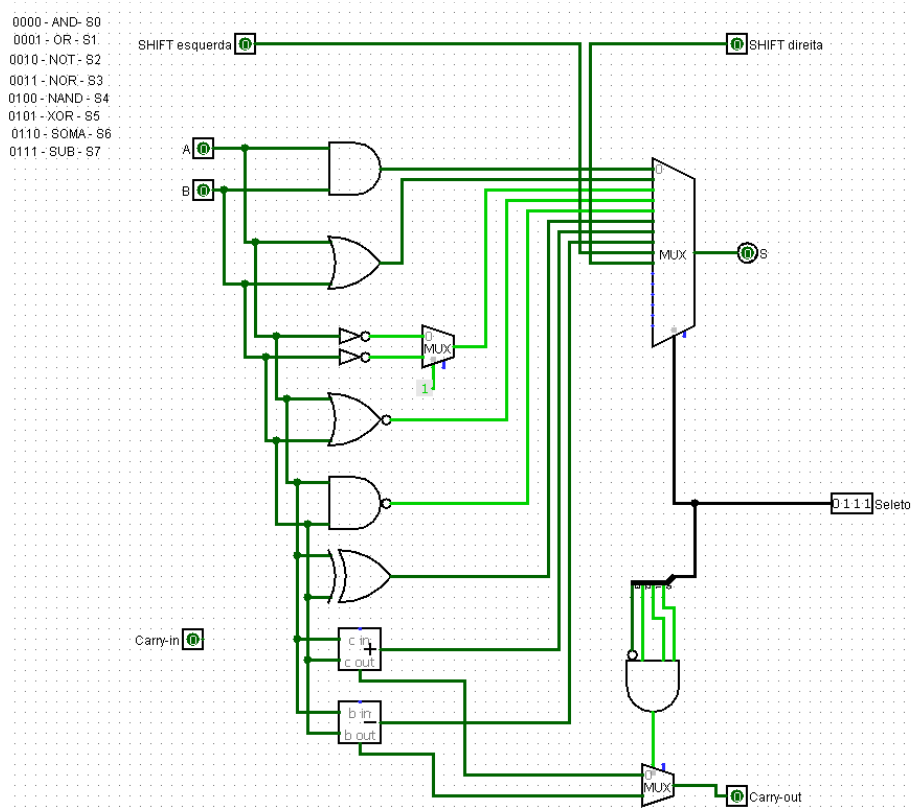 0000 - AND- S0
0001 - OR - S1
0010 - NOT - S2
0011 - NOR - S3
0100 - NAND - S4
0101 - XOR - S5
0110 - SOMA - S6
0111 - SUB - S7
SHIFT esquerda
SHIFT direita
A
B
0
MUX
S
0
MUX
1
0111 Seleto
Carry-in
c in
+
c out
b in
b out
0
MUX
Carry-out